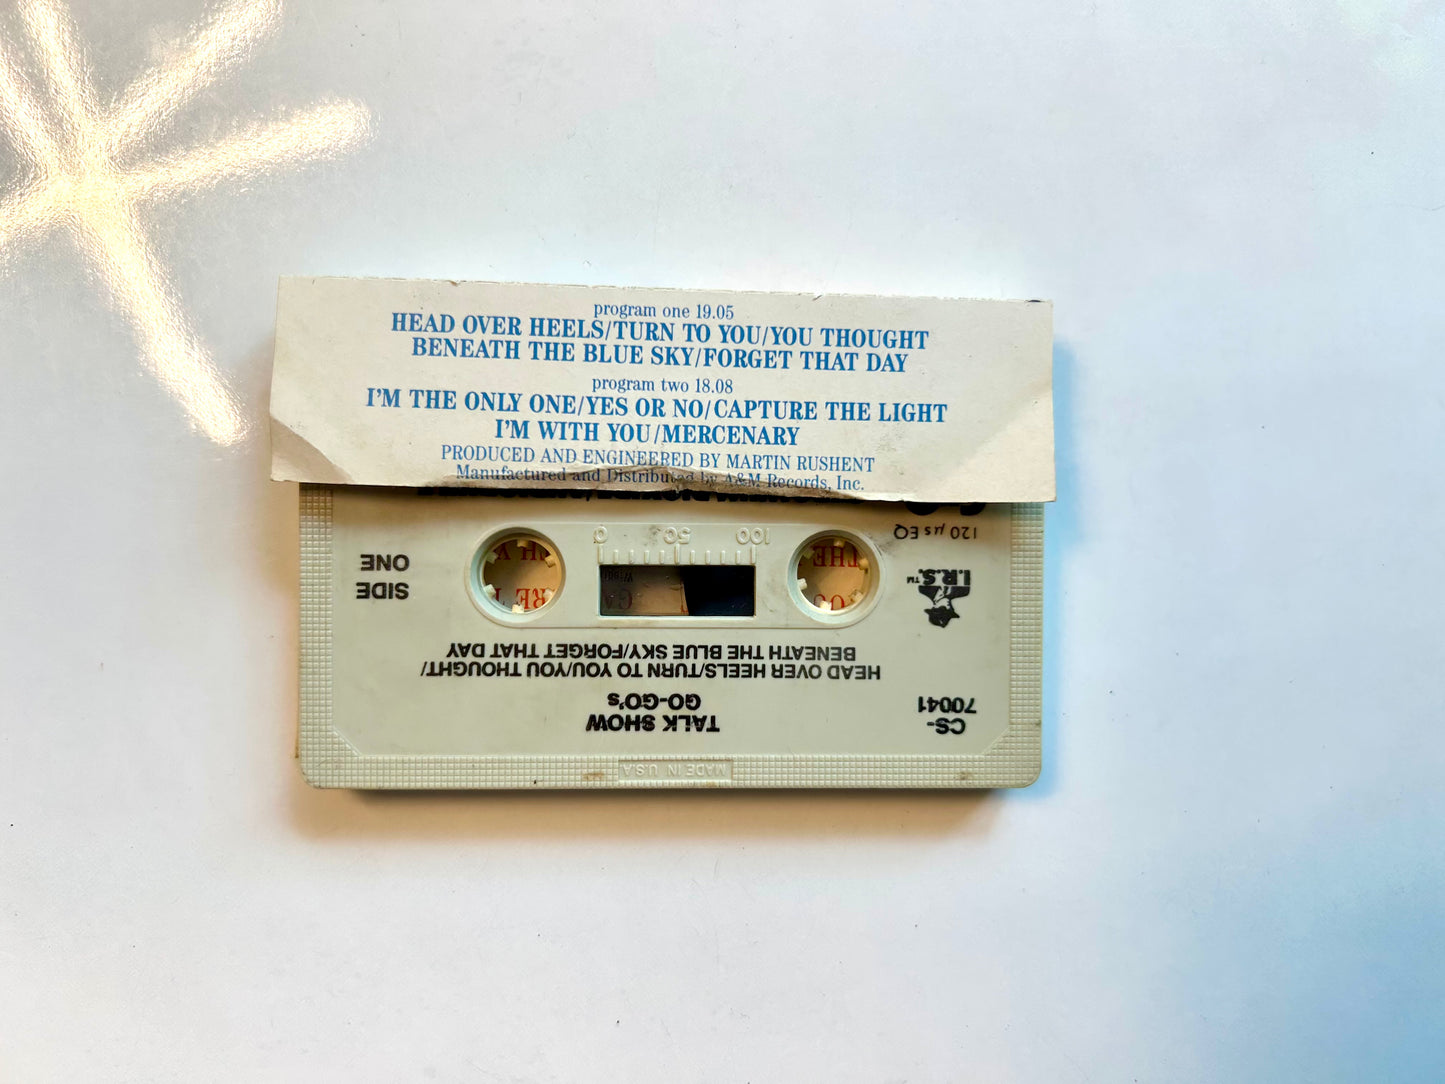 program one 19.05
HEAD OVER HEELS/TURN TO YOU/YOU THOUGHT
BENEATH THE BLUE SKY/FORGET THAT DAY
program two 18.08
I'M THE ONLY ONE/YES OR NO/CAPTURE THE LIGHT
I'M WITH YOU/MERCENARY
PRODUCED AND ENGINEERED BY MARTIN RUSHENT
Manufactured and Distributed by A&M Records, Inc.
MADE IN U.S.A.
CS-
70041
TALK SHOW
GO-GO's
HEAD OVER HEELS/TURN TO YOU/YOU THOUGHT/
BENEATH THE BLUE SKY/FORGET THAT DAY
I.R.S.™
SIDE
ONE
100 50 0
120 µs EQ
THE
RE